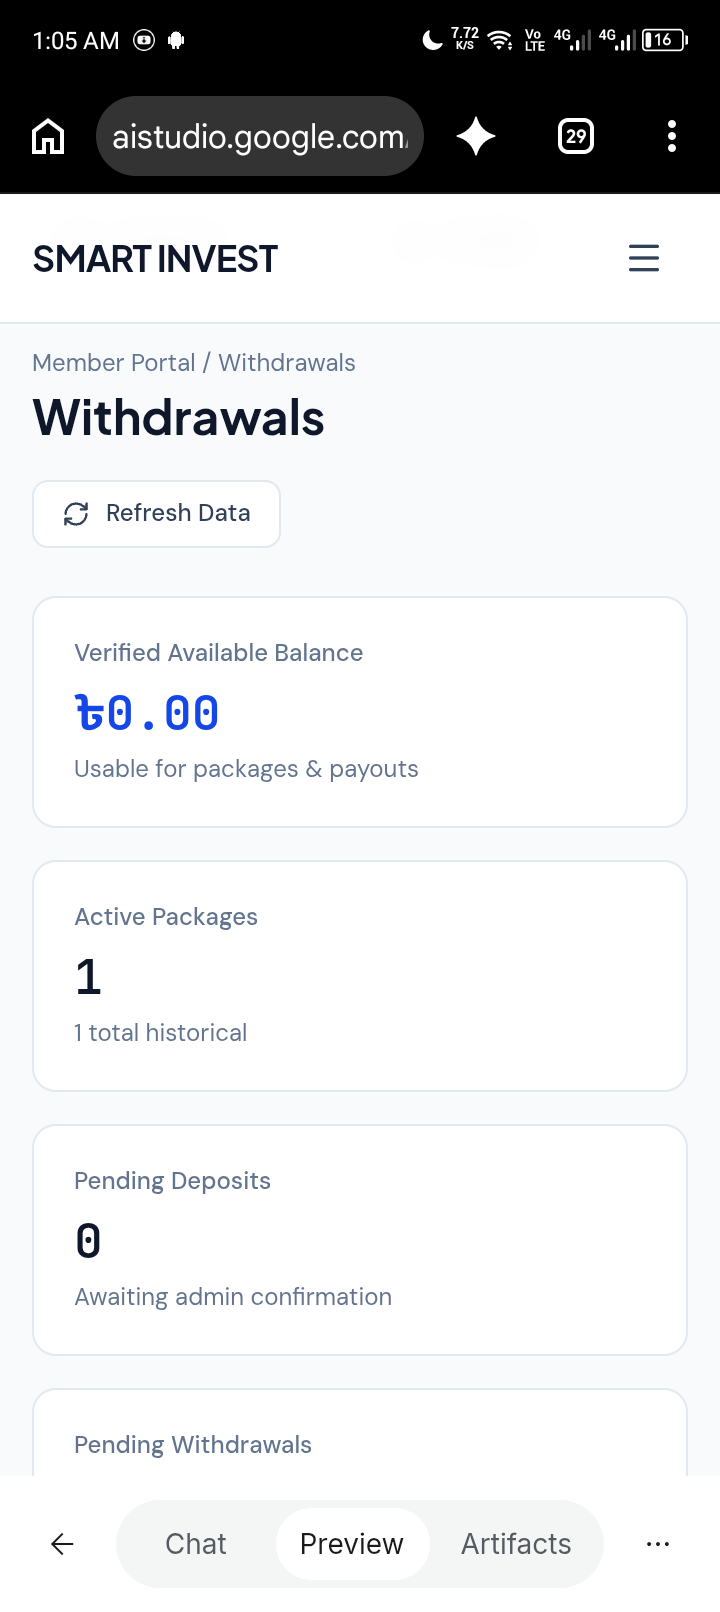 1:05 AM
7.72
K/S
Vo
LTE
4G
4G
16
aistudio.google.com/
29
SMART INVEST
Member Portal / Withdrawals
Withdrawals
Refresh Data
Verified Available Balance
৳0.00
Usable for packages & payouts
Active Packages
1
1 total historical
Pending Deposits
0
Awaiting admin confirmation
Pending Withdrawals
Chat
Preview
Artifacts